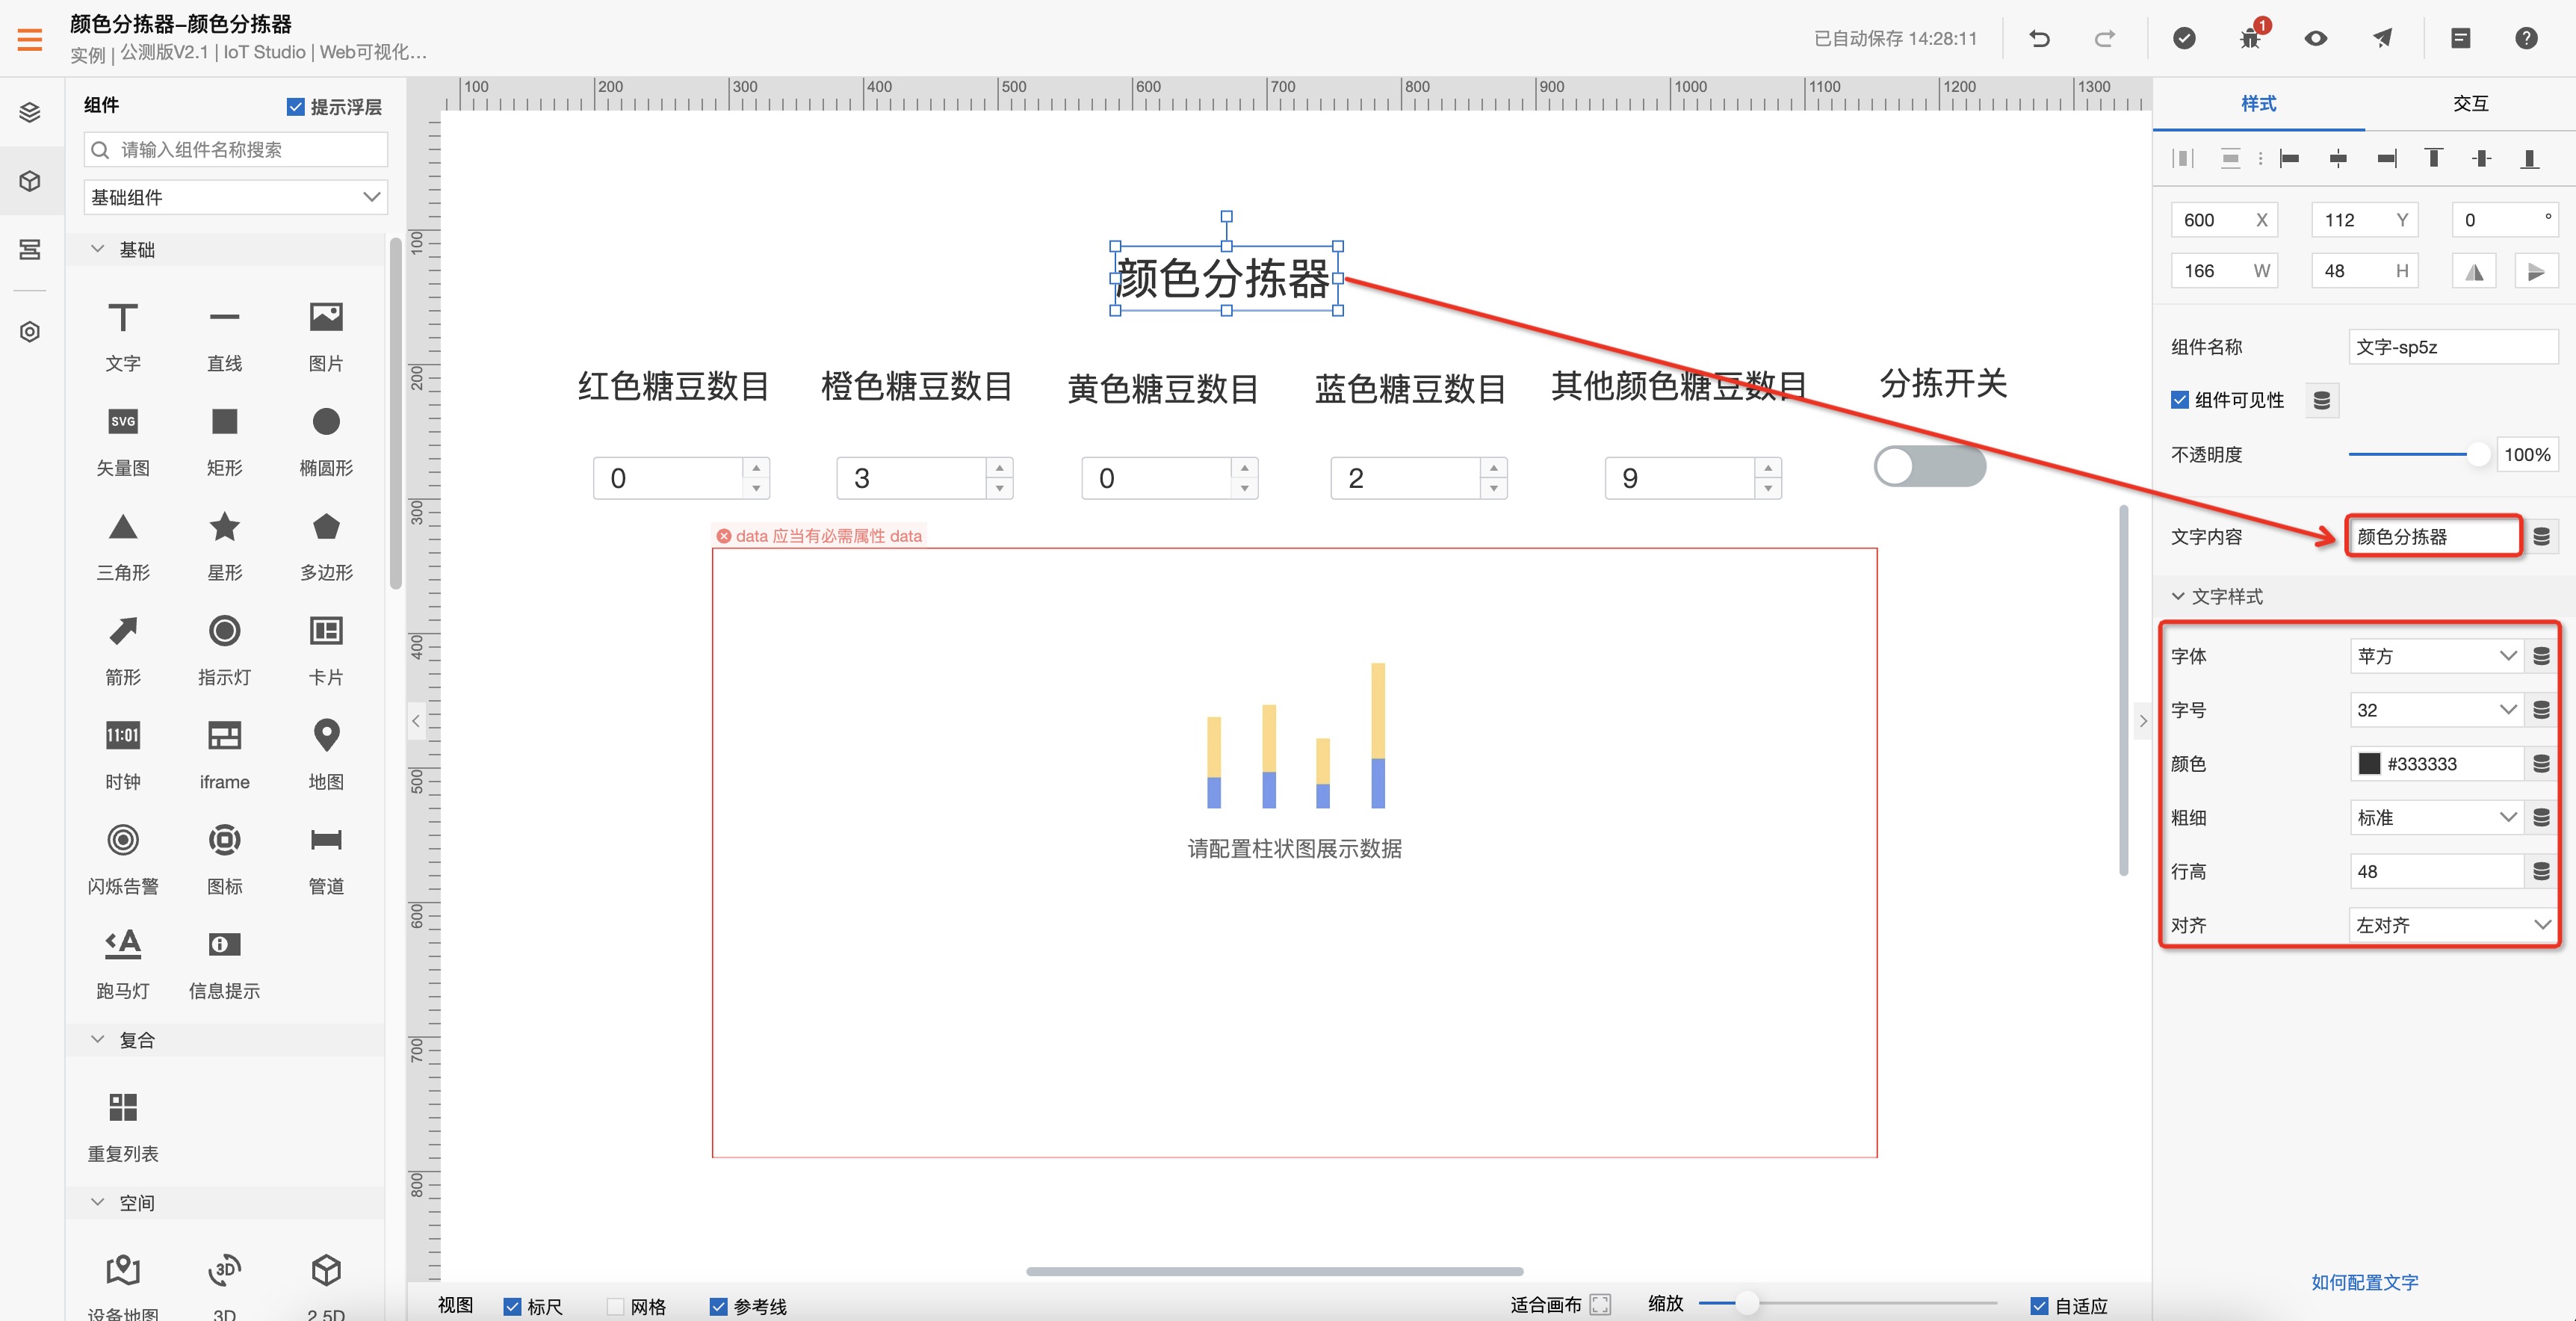 颜色分拣器–颜色分拣器
实例 | 公测版V2.1 | IoT Studio | Web可视化...
已自动保存 14:28:11
1
组件
提示浮层
请输入组件名称搜索
基础组件
基础
文字
直线
图片
SVG
矢量图
矩形
椭圆形
三角形
星形
多边形
箭形
指示灯
卡片
11:01
时钟
iframe
地图
闪烁告警
图标
管道
跑马灯
信息提示
复合
重复列表
空间
3D
设备地图
3D
2.5D
100 200 300 400 500 600 700 800 900 1000 1100 1200 1300
100
200
300
400
500
600
700
800
颜色分拣器
红色糖豆数目
橙色糖豆数目
黄色糖豆数目
蓝色糖豆数目
其他颜色糖豆数目
分拣开关
0
3
0
2
9
data 应当有必需属性 data
请配置柱状图展示数据
视图
标尺
网格
参考线
适合画布
缩放
自适应
样式
交互
600 X
112 Y
0 °
166 W
48 H
组件名称
文字-sp5z
组件可见性
不透明度
100%
文字内容
颜色分拣器
文字样式
字体
苹方
字号
32
颜色
#333333
粗细
标准
行高
48
对齐
左对齐
如何配置文字